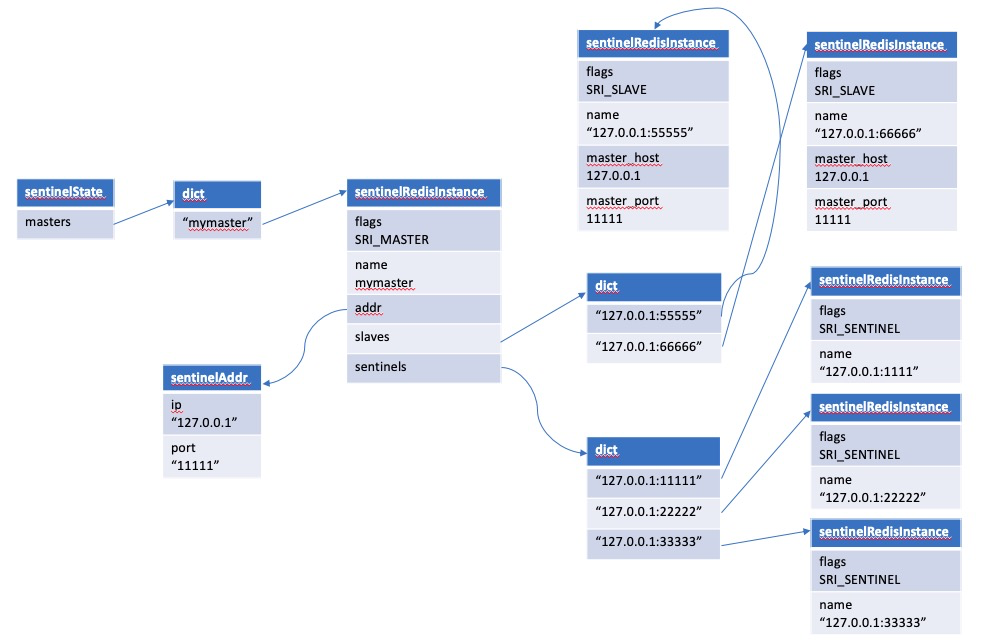 sentinelState
masters
dict
“mymaster”
sentinelRedisInstance
flags
SRI_MASTER
name
mymaster
addr
slaves
sentinels
sentinelAddr
ip
“127.0.0.1”
port
“11111”
sentinelRedisInstance
flags
SRI_SLAVE
name
“127.0.0.1:55555”
master_host
127.0.0.1
master_port
11111
sentinelRedisInstance
flags
SRI_SLAVE
name
“127.0.0.1:66666”
master_host
127.0.0.1
master_port
11111
dict
“127.0.0.1:55555”
“127.0.0.1:66666”
dict
“127.0.0.1:11111”
“127.0.0.1:22222”
“127.0.0.1:33333”
sentinelRedisInstance
flags
SRI_SENTINEL
name
“127.0.0.1:1111”
sentinelRedisInstance
flags
SRI_SENTINEL
name
“127.0.0.1:22222”
sentinelRedisInstance
flags
SRI_SENTINEL
name
“127.0.0.1:33333”